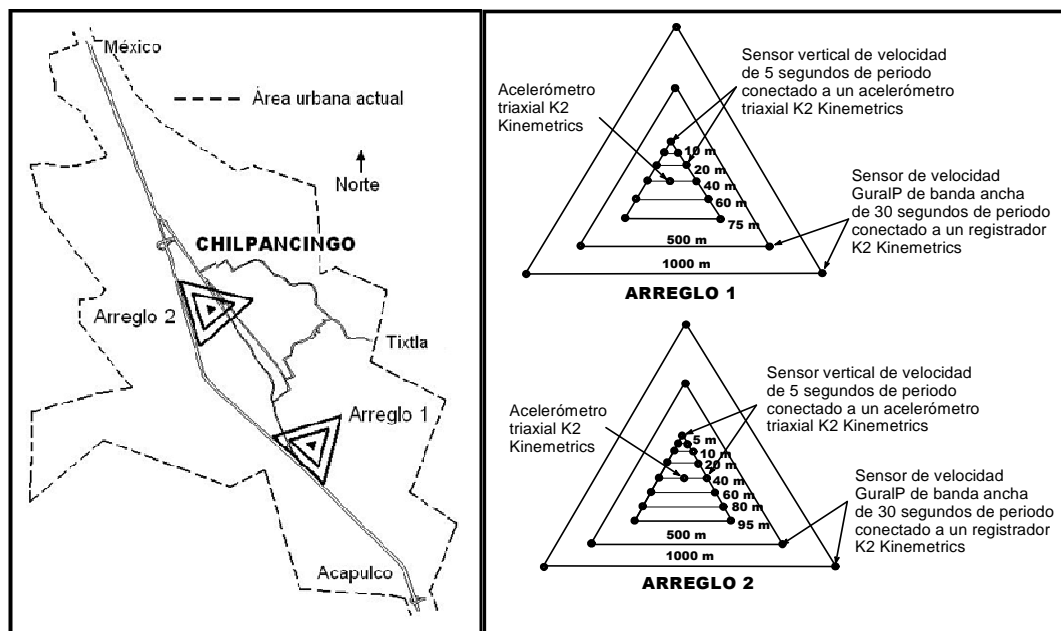 México
Área urbana actual
Norte
CHILPANCINGO
Arreglo 2
Tixtla
Arreglo 1
Acapulco
Sensor vertical de velocidad
de 5 segundos de periodo
conectado a un acelerómetro
triaxial K2 Kinemetrics
Acelerómetro
triaxial K2
Kinemetrics
10 m
20 m
40 m
60 m
75 m
500 m
1000 m
Sensor de velocidad
GuralP de banda ancha
de 30 segundos de periodo
conectado a un registrador
K2 Kinemetrics
ARREGLO 1
Sensor vertical de velocidad
de 5 segundos de periodo
conectado a un acelerómetro
triaxial K2 Kinemetrics
Acelerómetro
triaxial K2
Kinemetrics
5 m
10 m
20 m
40 m
60 m
80 m
95 m
500 m
1000 m
Sensor de velocidad
GuralP de banda ancha
de 30 segundos de periodo
conectado a un registrador
K2 Kinemetrics
ARREGLO 2